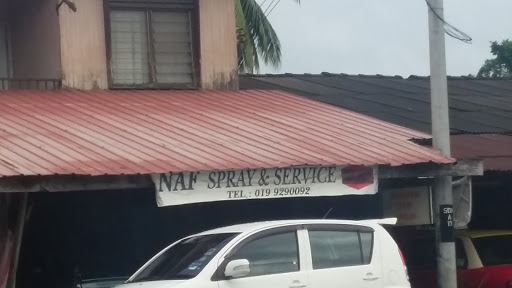 NAF SPRAY & SERVICE
TEL : 019 9290092